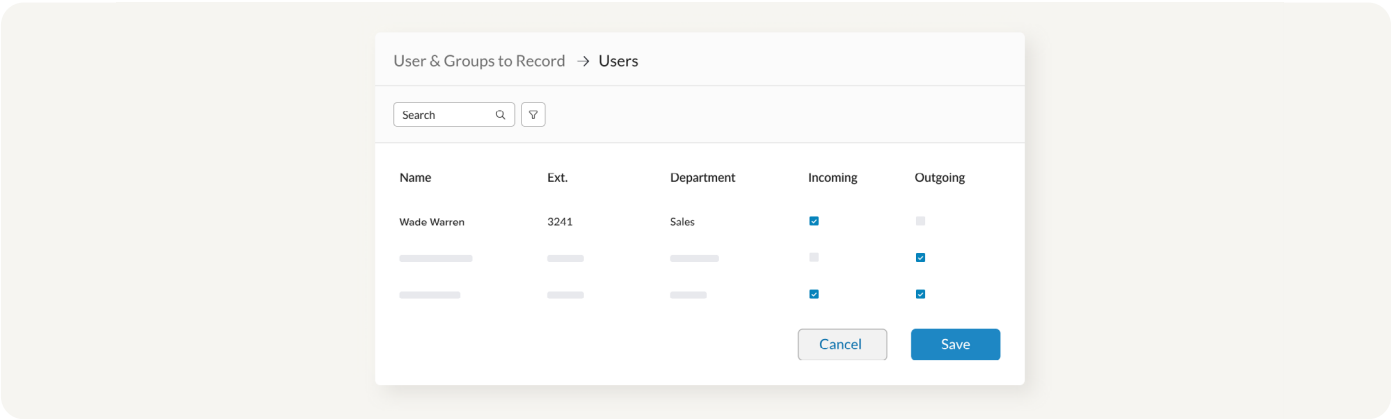 User & Groups to Record → Users
Search
Name Ext. Department Incoming Outgoing
Wade Warren 3241 Sales
Cancel Save